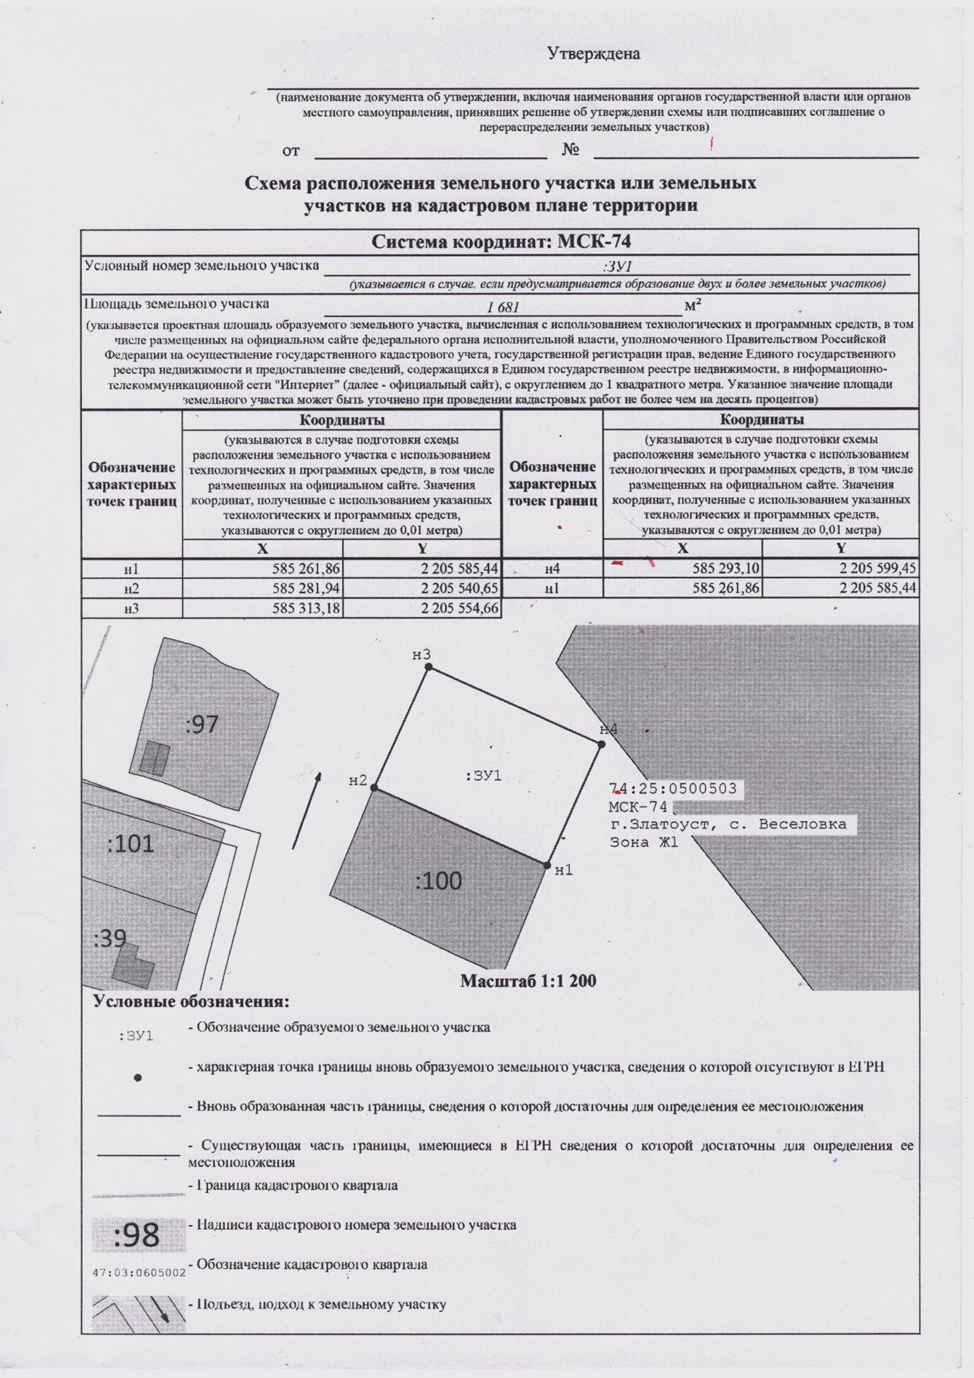 Утверждена
(наименование документа об утверждении, включая наименования органов государственной власти или органов
местного самоуправления, принявших решение об утверждении схемы или подписавших соглашение о
перераспределении земельных участков)
от № 
Схема расположения земельного участка или земельных
участков на кадастровом плане территории
Система координат: МСК-74
Условный номер земельного участка :ЗУ1
(указывается в случае, если предусматривается образование двух и более земельных участков)
Площадь земельного участка 1 681 м²
(указывается проектная площадь образуемого земельного участка, вычисленная с использованием технологических и программных средств, в том
числе размещенных на официальном сайте федерального органа исполнительной власти, уполномоченного Правительством Российской
Федерации на осуществление государственного кадастрового учета, государственной регистрации прав, ведение Единого государственного
реестра недвижимости и предоставление сведений, содержащихся в Едином государственном реестре недвижимости, в информационно-
телекоммуникационной сети "Интернет" (далее - официальный сайт), с округлением до 1 квадратного метра. Указанное значение площади
земельного участка может быть уточнено при проведении кадастровых работ не более чем на десять процентов)
Обозначение
характерных
точек границ
Координаты
(указываются в случае подготовки схемы
расположения земельного участка с использованием
технологических и программных средств, в том числе
размещенных на официальном сайте. Значения
координат, полученные с использованием указанных
технологических и программных средств,
указываются с округлением до 0,01 метра)
X Y
Обозначение
характерных
точек границ
Координаты
(указываются в случае подготовки схемы
расположения земельного участка с использованием
технологических и программных средств, в том числе
размещенных на официальном сайте. Значения
координат, полученные с использованием указанных
технологических и программных средств,
указываются с округлением до 0,01 метра)
X Y
н1 585 261,86 2 205 585,44 н4 585 293,10 2 205 599,45
н2 585 281,94 2 205 540,65 н1 585 261,86 2 205 585,44
н3 585 313,18 2 205 554,66
н3
:97
н4
н2
:ЗУ1
74:25:0500503
МСК-74
г.Златоуст, с. Веселовка
Зона Ж1
:101
н1
:100
:39
Масштаб 1:1 200
Условные обозначения:
:ЗУ1 - Обозначение образуемого земельного участка
- характерная точка границы вновь образуемого земельного участка, сведения о которой отсутствуют в ЕГРН
- Вновь образованная часть границы, сведения о которой достаточны для определения ее местоположения
- Существующая часть границы, имеющиеся в ЕГРН сведения о которой достаточны для определения ее
местоположения
- Граница кадастрового квартала
:98 - Надписи кадастрового номера земельного участка
47:03:0605002 - Обозначение кадастрового квартала
- Подъезд, подход к земельному участку